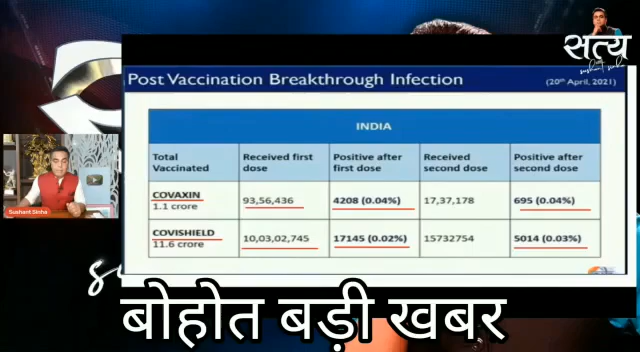 सत्य
Post Vaccination Breakthrough Infection
(20th April, 2021)
INDIA
Total Vaccinated
Received first dose
Positive after first dose
Received second dose
Positive after second dose
COVAXIN
1.1 crore
93,56,436
4208 (0.04%)
17,37,178
695 (0.04%)
COVISHIELD
11.6 crore
10,03,02,745
17145 (0.02%)
15732754
5014 (0.03%)
Sushant Sinha
बोहोत बड़ी खबर